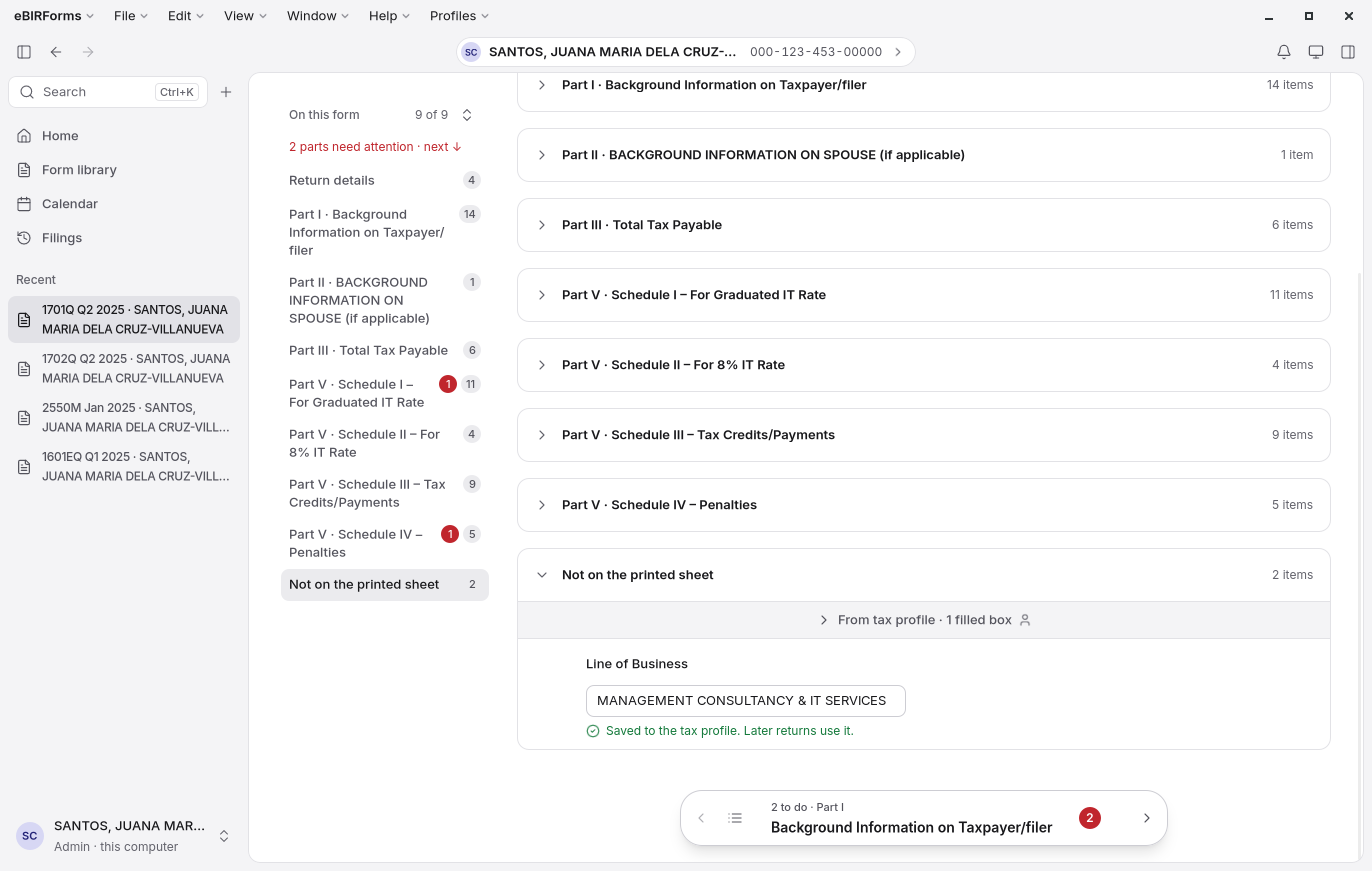 eBIRForms File Edit View Window Help Profiles
SC SANTOS, JUANA MARIA DELA CRUZ-... 000-123-453-00000
Search Ctrl+K
Home
Form library
Calendar
Filings
Recent
1701Q Q2 2025 · SANTOS, JUANA
MARIA DELA CRUZ-VILLANUEVA
1702Q Q2 2025 · SANTOS, JUANA
MARIA DELA CRUZ-VILLANUEVA
2550M Jan 2025 · SANTOS,
JUANA MARIA DELA CRUZ-VILL...
1601EQ Q1 2025 · SANTOS,
JUANA MARIA DELA CRUZ-VILL...
SC SANTOS, JUANA MAR...
Admin · this computer
On this form 9 of 9
2 parts need attention · next ↓
Return details 4
Part I · Background 14
Information on Taxpayer/
filer
Part II · BACKGROUND 1
INFORMATION ON
SPOUSE (if applicable)
Part III · Total Tax Payable 6
Part V · Schedule I – 1 11
For Graduated IT Rate
Part V · Schedule II – For 4
8% IT Rate
Part V · Schedule III – Tax 9
Credits/Payments
Part V · Schedule IV – 1 5
Penalties
Not on the printed sheet 2
Part I · Background Information on Taxpayer/filer 14 items
Part II · BACKGROUND INFORMATION ON SPOUSE (if applicable) 1 item
Part III · Total Tax Payable 6 items
Part V · Schedule I – For Graduated IT Rate 11 items
Part V · Schedule II – For 8% IT Rate 4 items
Part V · Schedule III – Tax Credits/Payments 9 items
Part V · Schedule IV – Penalties 5 items
Not on the printed sheet 2 items
From tax profile · 1 filled box
Line of Business
MANAGEMENT CONSULTANCY & IT SERVICES
Saved to the tax profile. Later returns use it.
2 to do · Part I
Background Information on Taxpayer/filer 2